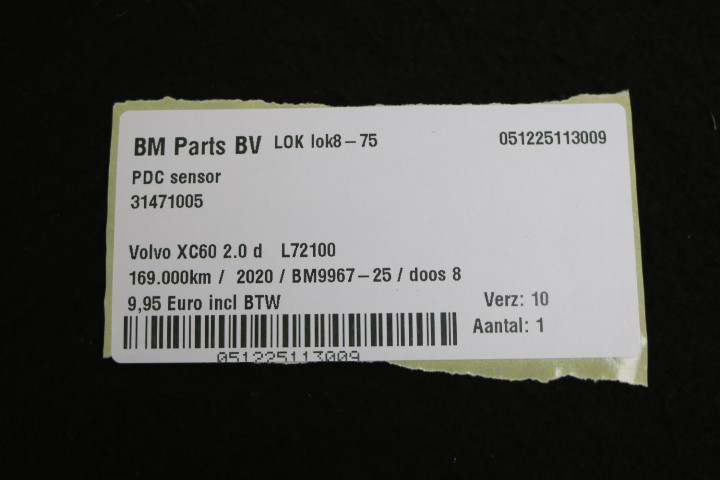 BM Parts BV LOK lok8-75 051225113009
PDC sensor
31471005
Volvo XC60 2.0 d L72100
169.000km / 2020 / BM9967-25 / doos 8
9,95 Euro incl BTW Verz: 10
Aantal: 1
051225113009